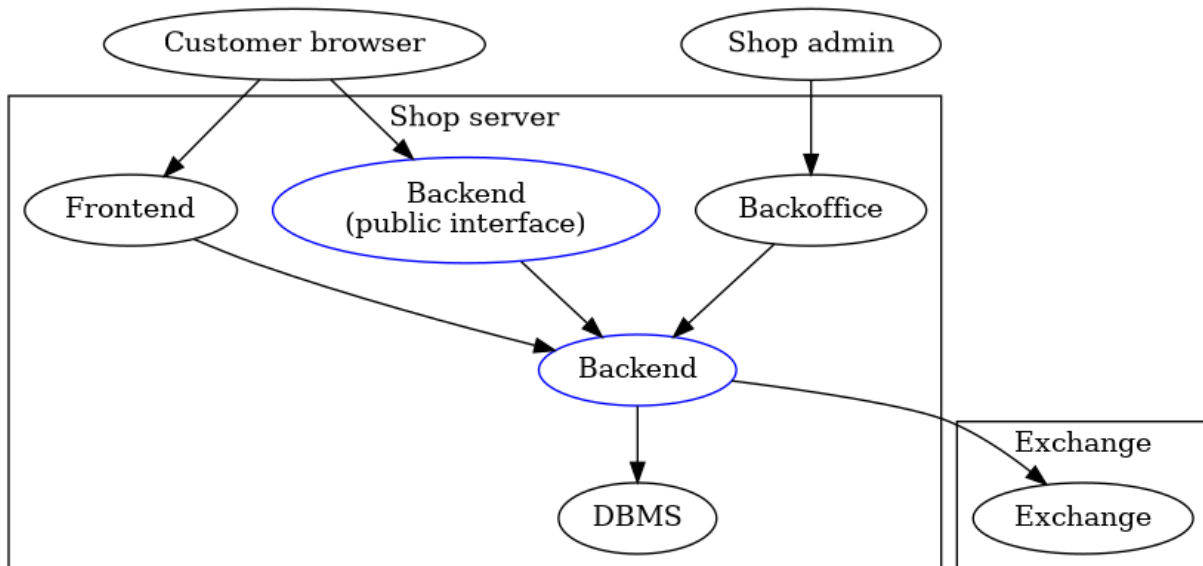 Customer browser
Shop admin
Shop server
Frontend
Backend
(public interface)
Backoffice
Backend
Exchange
DBMS
Exchange